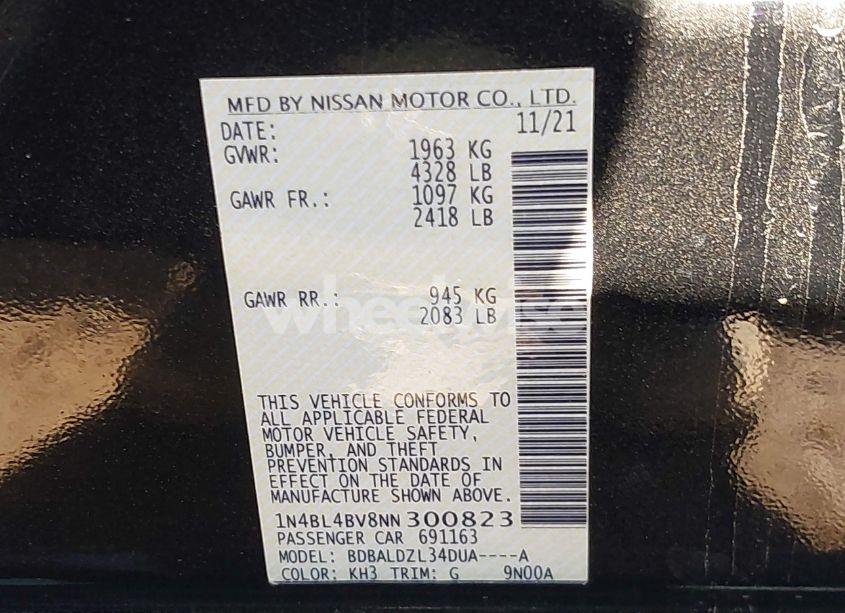 MFD BY NISSAN MOTOR CO., LTD.
DATE: 11/21
GVWR: 1963 KG
4328 LB
GAWR FR.: 1097 KG
2418 LB
GAWR RR.: 945 KG
2083 LB
THIS VEHICLE CONFORMS TO
ALL APPLICABLE FEDERAL
MOTOR VEHICLE SAFETY,
BUMPER, AND THEFT
PREVENTION STANDARDS IN
EFFECT ON THE DATE OF
MANUFACTURE SHOWN ABOVE.
1N4BL4BV8NN300823
PASSENGER CAR 691163
MODEL: BDBALDZL34DUA----A
COLOR: KH3 TRIM: G 9N00A